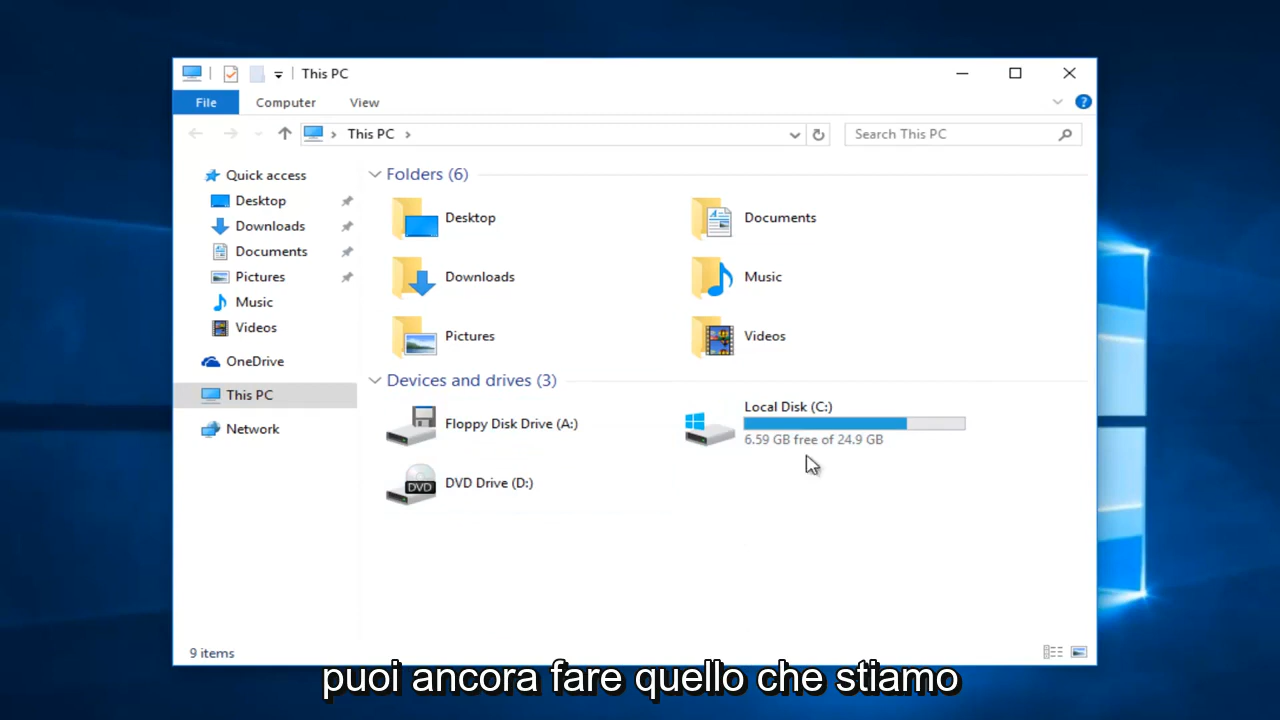 This PC
File
Computer
View
This PC
Search This PC
Quick access
Desktop
Downloads
Documents
Pictures
Music
Videos
OneDrive
This PC
Network
Folders (6)
Desktop
Documents
Downloads
Music
Pictures
Videos
Devices and drives (3)
Floppy Disk Drive (A:)
Local Disk (C:)
6.59 GB free of 24.9 GB
DVD
DVD Drive (D:)
9 items
puoi ancora fare quello che stiamo